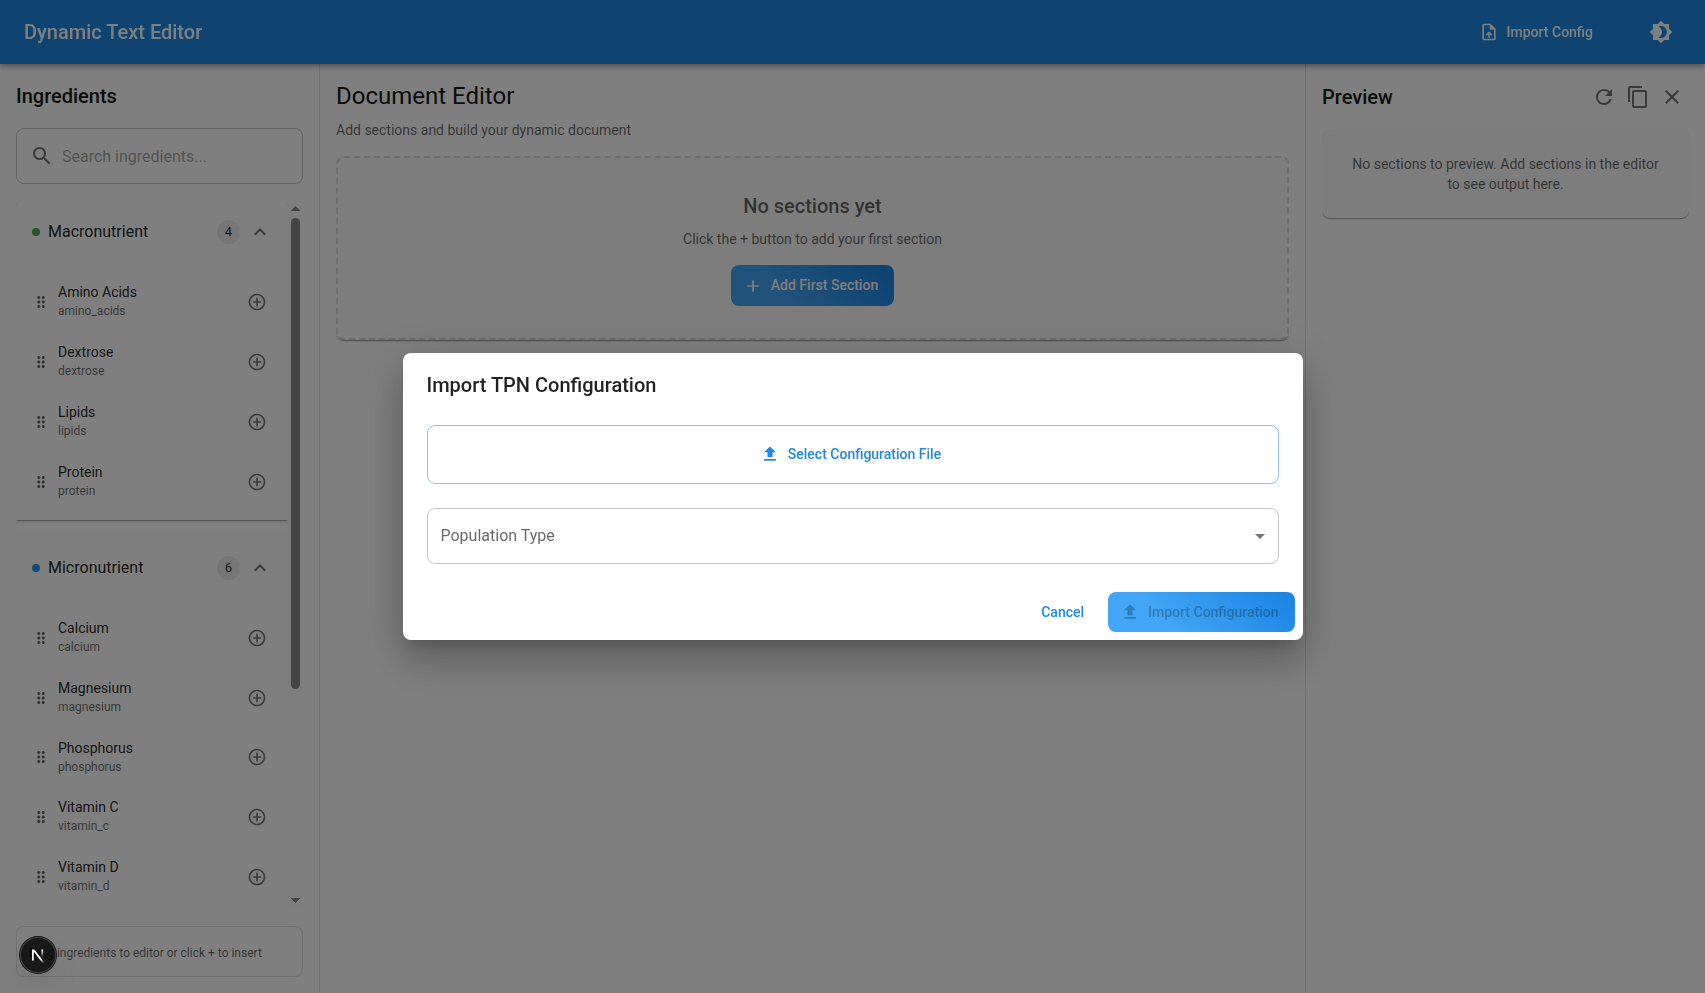 Dynamic Text Editor
Import Config
Ingredients
Search ingredients...
Macronutrient
4
Amino Acids
amino_acids
Dextrose
dextrose
Lipids
lipids
Protein
protein
Micronutrient
6
Calcium
calcium
Magnesium
magnesium
Phosphorus
phosphorus
Vitamin C
vitamin_c
Vitamin D
vitamin_d
ingredients to editor or click + to insert
N
Document Editor
Add sections and build your dynamic document
No sections yet
Click the + button to add your first section
Add First Section
Import TPN Configuration
Select Configuration File
Population Type
Cancel
Import Configuration
Preview
No sections to preview. Add sections in the editor
to see output here.